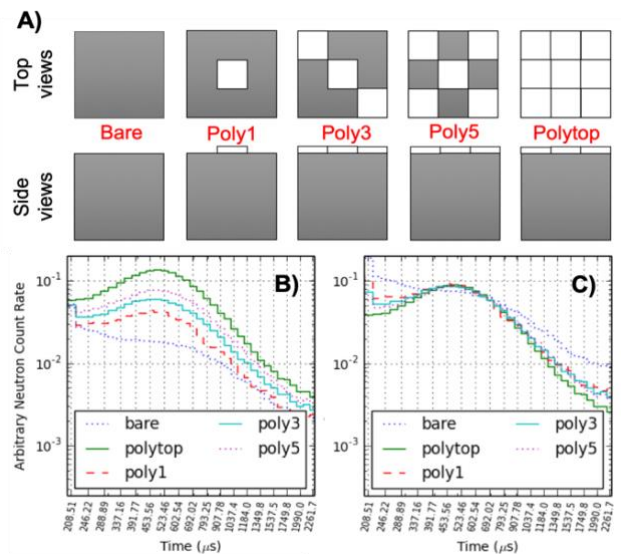 A)
Top views
Bare Poly1 Poly3 Poly5 Polytop
Side views
B)
C)
Arbitrary Neutron Count Rate
10⁻¹
10⁻²
10⁻³
bare
polytop
poly1
poly3
poly5
208.51
246.22
288.89
337.16
391.77
453.56
523.46
602.54
692.02
793.25
907.78
1037.4
1184.0
1349.8
1537.5
1749.8
1990.0
2261.7
Time (μs)
10⁻¹
10⁻²
10⁻³
bare
polytop
poly1
poly3
poly5
208.51
246.22
288.89
337.16
391.77
453.56
523.46
602.54
692.02
793.25
907.78
1037.4
1184.0
1349.8
1537.5
1749.8
1990.0
2261.7
Time (μs)